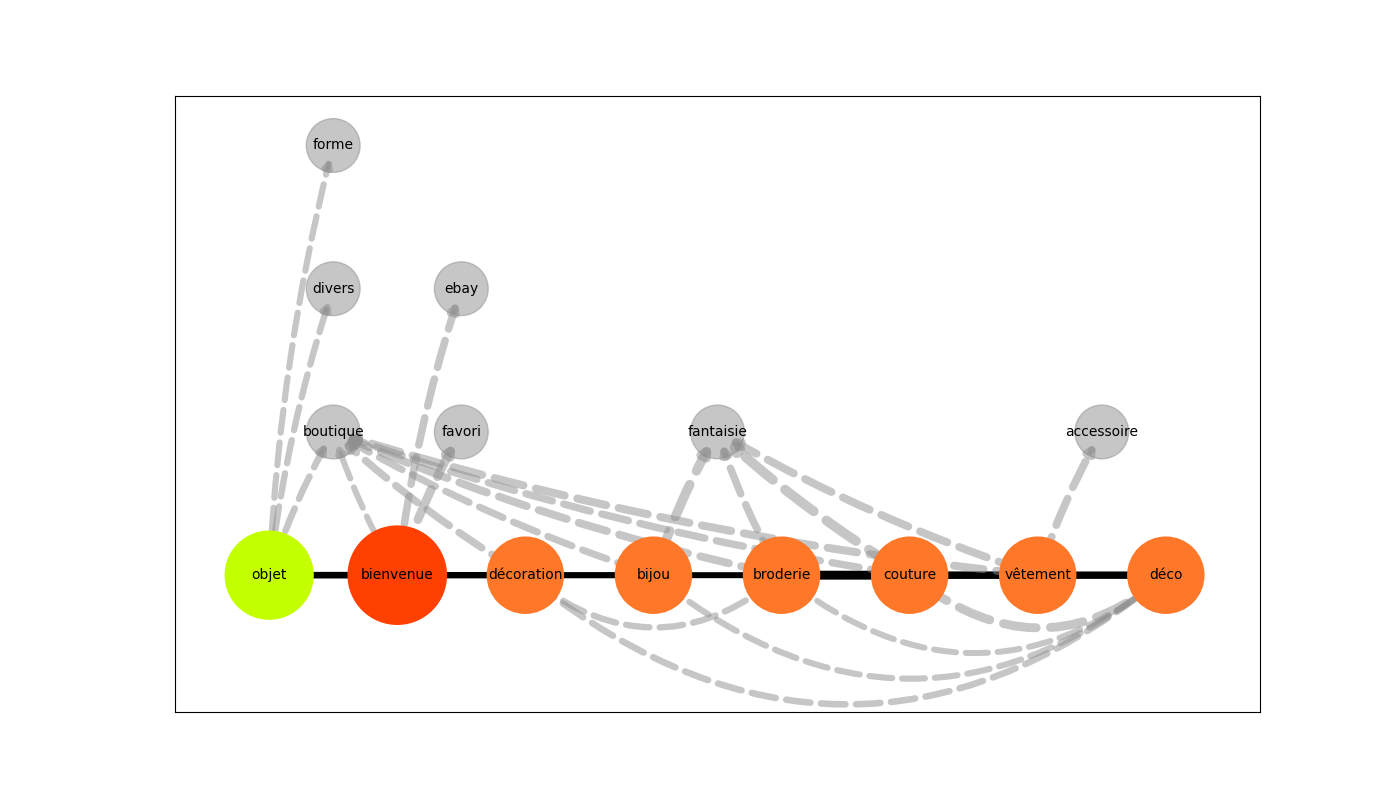 forme
divers
ebay
boutique
favori
fantaisie
accessoire
objet
bienvenue
décoration
bijou
broderie
couture
vêtement
déco